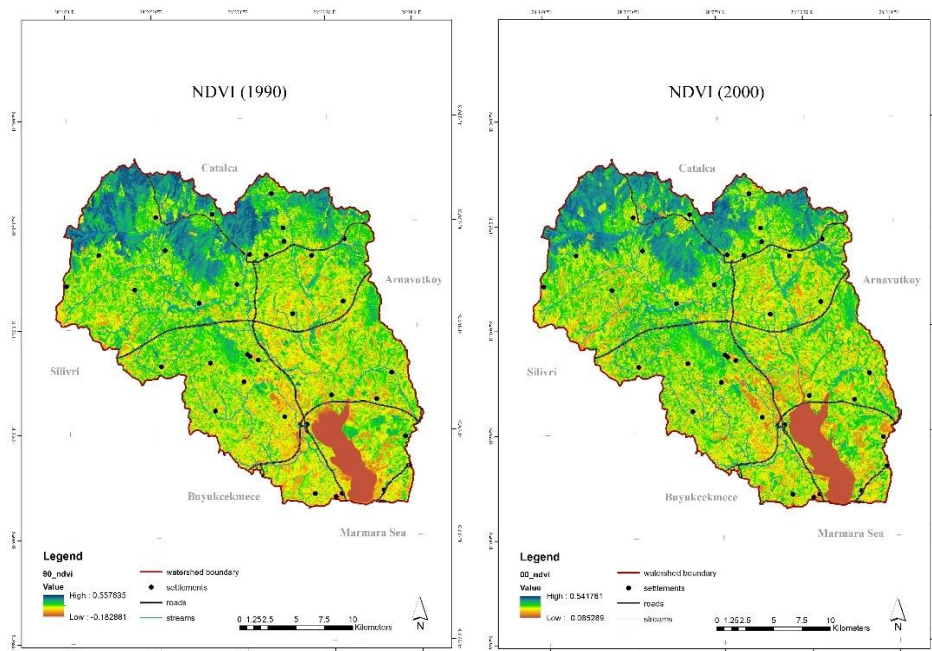 NDVI (1990)
Catalca
Arnavutkoy
Silivri
Buyukcekmece
Marmara Sea
Legend
90_ndvi
Value
High : 0.557835
Low : -0.182881
watershed boundary
settlements
roads
streams
0 1.25 2.5 5 7.5 10
Kilometers
N
NDVI (2000)
Catalca
Arnavutkoy
Silivri
Buyukcekmece
Marmara Sea
Legend
00_ndvi
Value
High : 0.541761
Low : 0.085289
watershed boundary
settlements
roads
streams
0 1.25 2.5 5 7.5 10
Kilometers
N